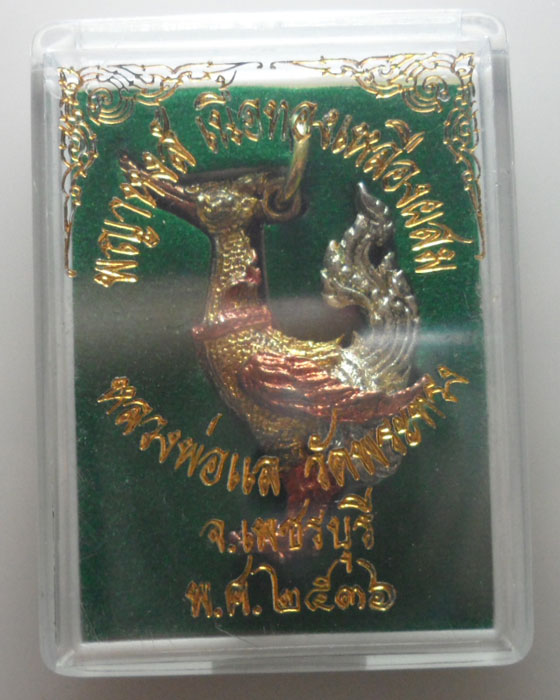 พญาหงส์ เนื้อทองเหลืองผสม
หลวงพ่อแล วัดพระทรง
จ.เพชรบุรี
พ.ศ.๒๕๓๖